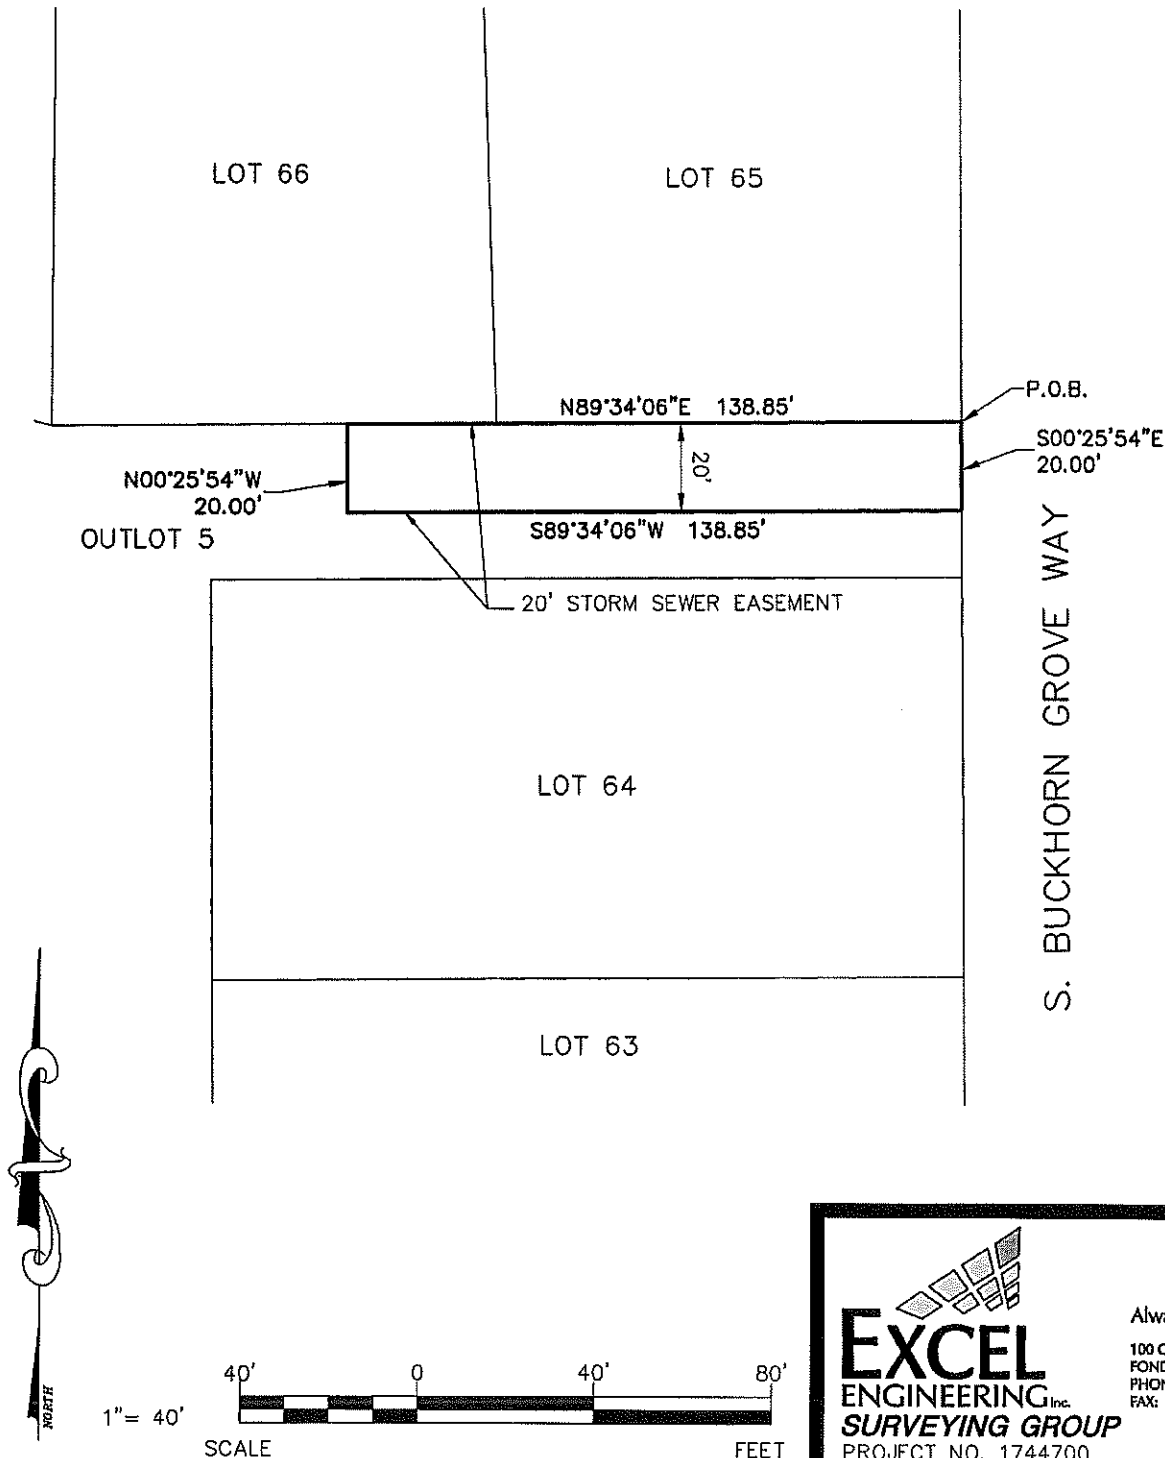 LOT 66
LOT 65
N89°34'06"E 138.85'
P.O.B.
S00°25'54"E
20.00'
N00°25'54"W
20.00'
20'
OUTLOT 5
S89°34'06"W 138.85'
20' STORM SEWER EASEMENT
S. BUCKHORN GROVE WAY
LOT 64
LOT 63
NORTH
40' 0 40' 80'
1"= 40'
SCALE FEET
EXCEL
ENGINEERING Inc.
SURVEYING GROUP
PROJECT NO. 1744700
100
FAX: